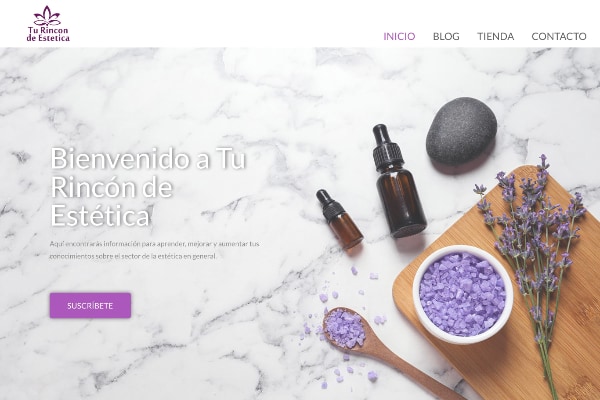 Tu Rincon
de Estetica
INICIO BLOG TIENDA CONTACTO
Bienvenido a Tu
Rincón de
Estética
Aquí encontrarás información para aprender, mejorar y aumentar tus
conocimientos sobre el sector de la estética en general.
SUSCRÍBETE